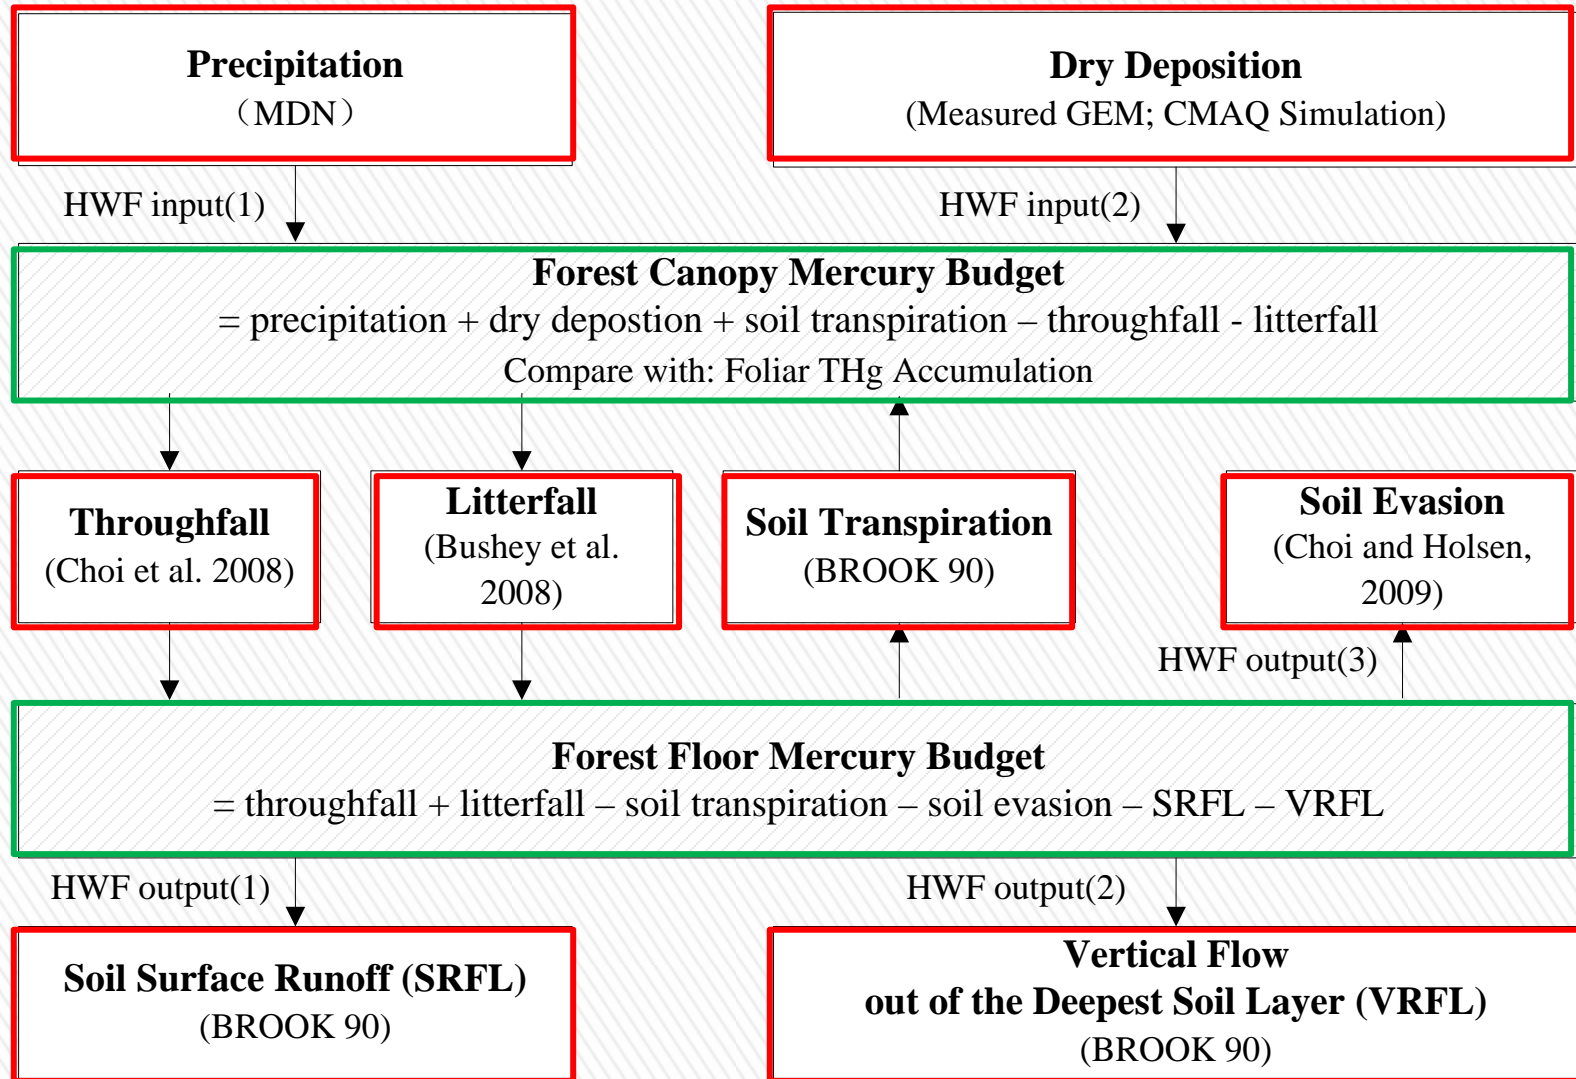 Precipitation
（MDN）
Dry Deposition
(Measured GEM; CMAQ Simulation)
HWF input(1)
HWF input(2)
Forest Canopy Mercury Budget
= precipitation + dry depostion + soil transpiration – throughfall - litterfall
Compare with: Foliar THg Accumulation
Throughfall
(Choi et al. 2008)
Litterfall
(Bushey et al.
2008)
Soil Transpiration
(BROOK 90)
Soil Evasion
(Choi and Holsen,
2009)
HWF output(3)
Forest Floor Mercury Budget
= throughfall + litterfall – soil transpiration – soil evasion – SRFL – VRFL
HWF output(1)
HWF output(2)
Soil Surface Runoff (SRFL)
(BROOK 90)
Vertical Flow
out of the Deepest Soil Layer (VRFL)
(BROOK 90)